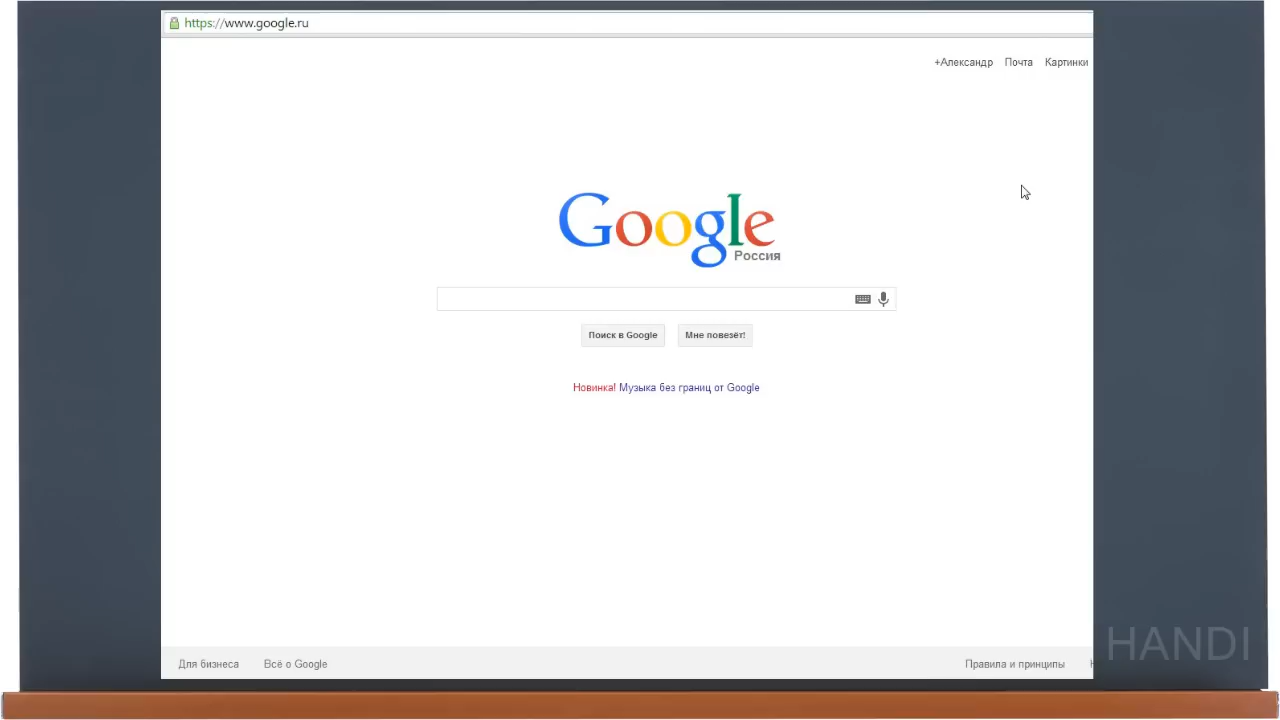 https://www.google.ru
+Александр Почта Картинки
Google
Россия
Поиск в Google Мне повезёт!
Новинка! Музыка без границ от Google
Для бизнеса Всё о Google Правила и принципы
HANDI